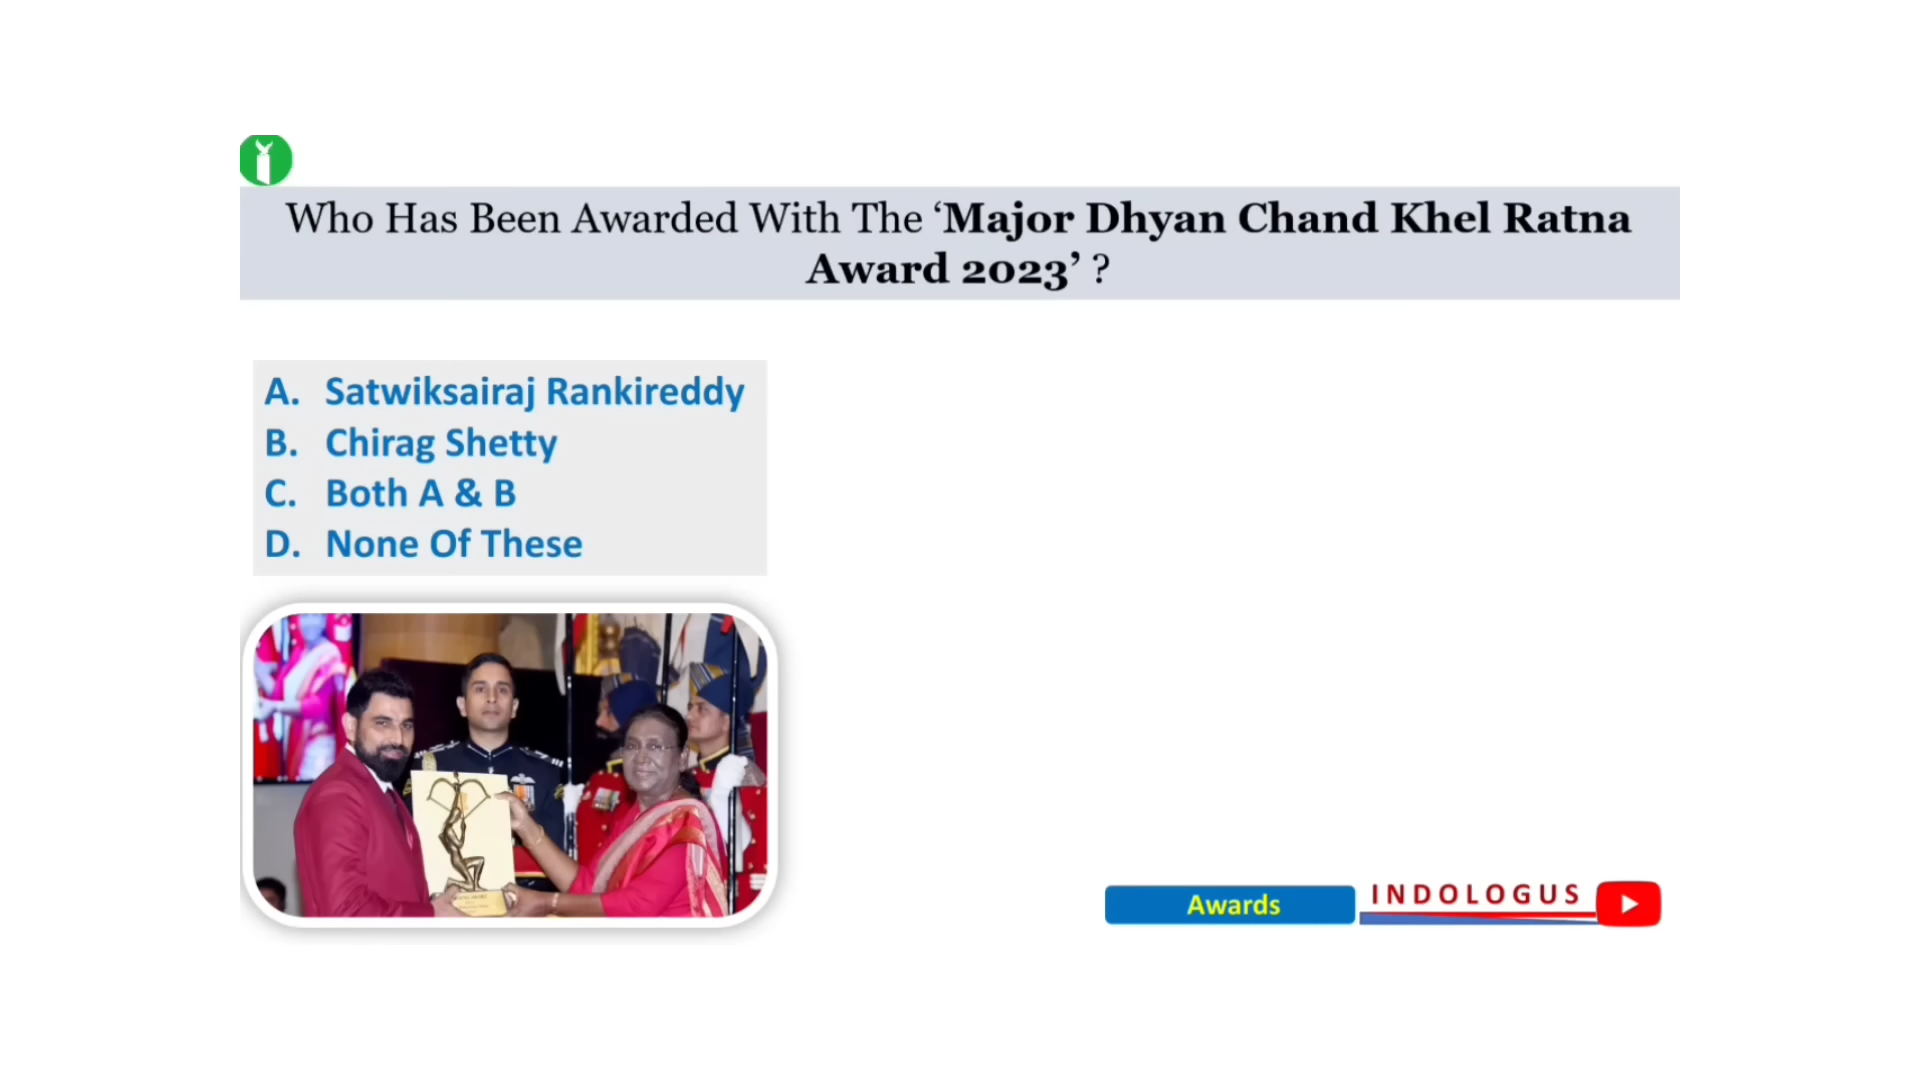 Who Has Been Awarded With The ‘Major Dhyan Chand Khel Ratna
Award 2023’ ?
A. Satwiksairaj Rankireddy
B. Chirag Shetty
C. Both A & B
D. None Of These
Awards
INDOLOGUS